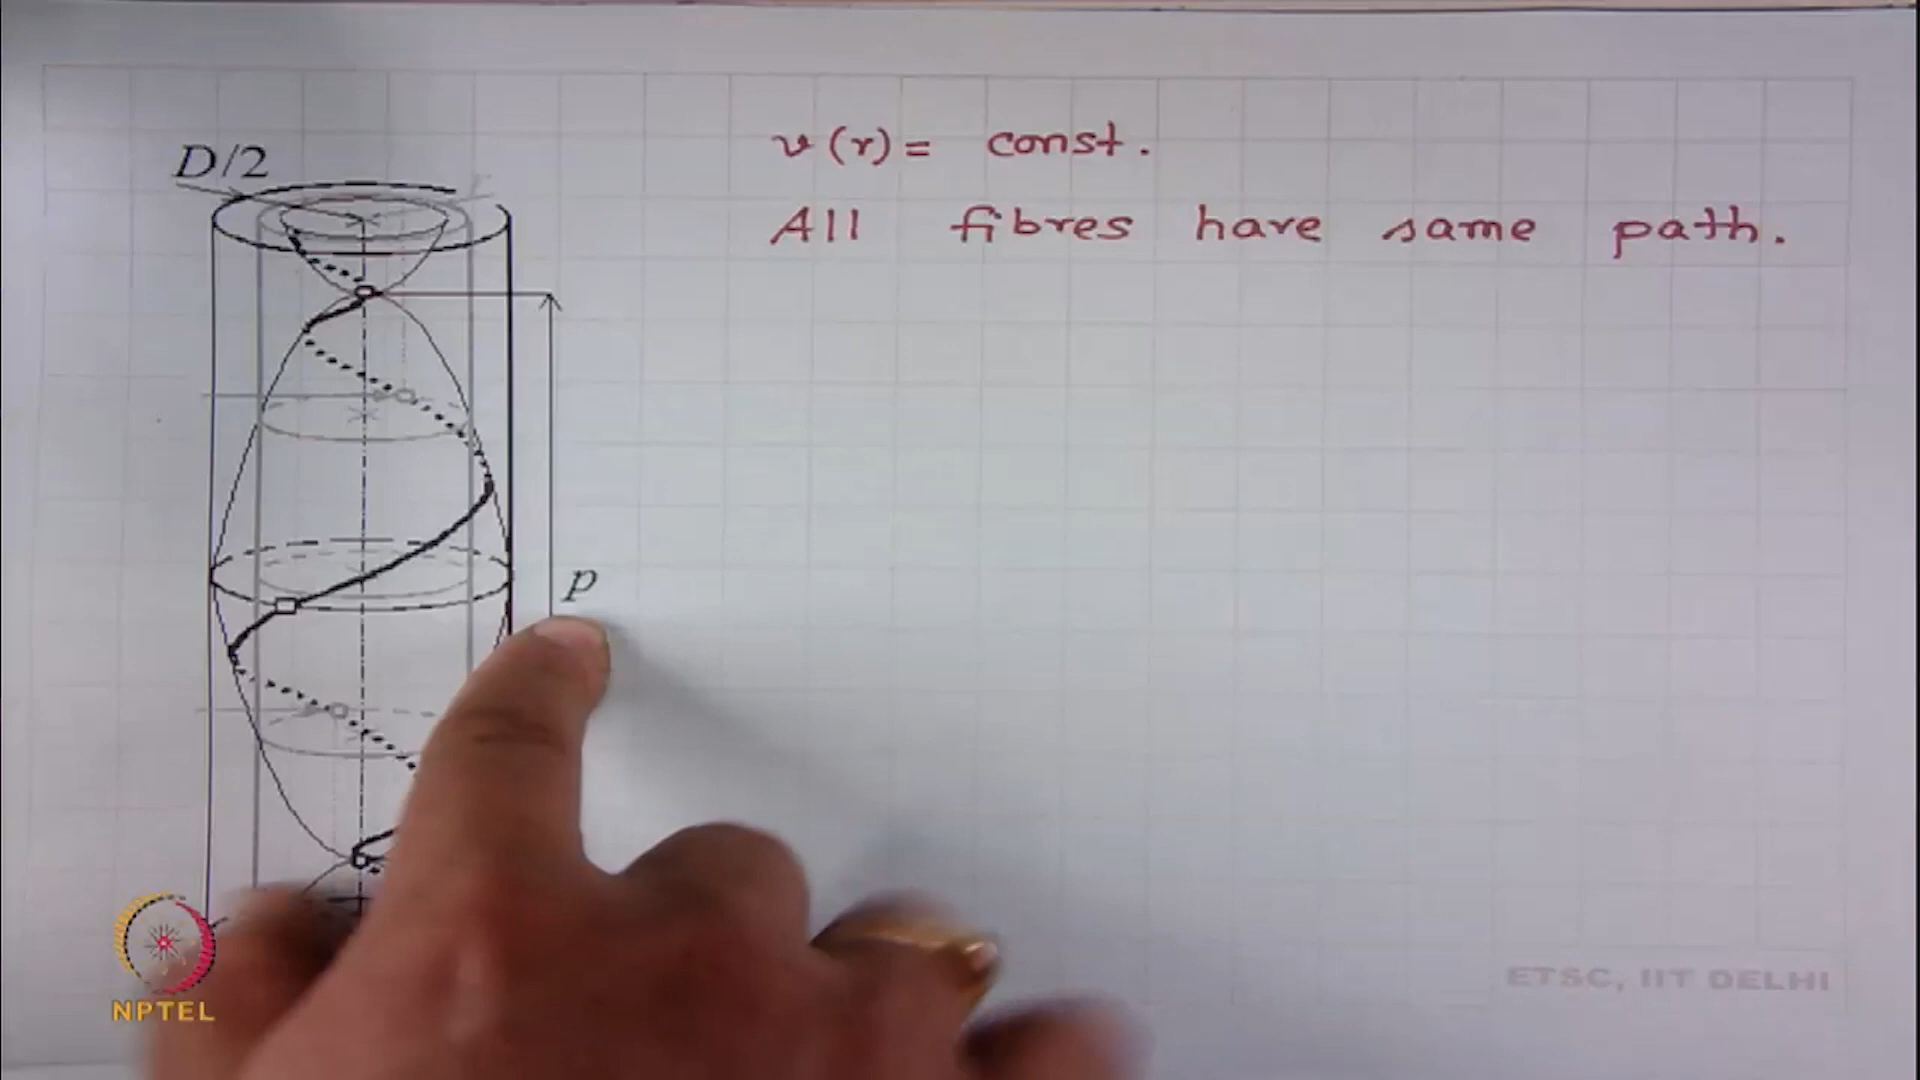 D/2
r
ν(r) = const.
All fibres have same path.
p
NPTEL
ETSC, IIT DELHI